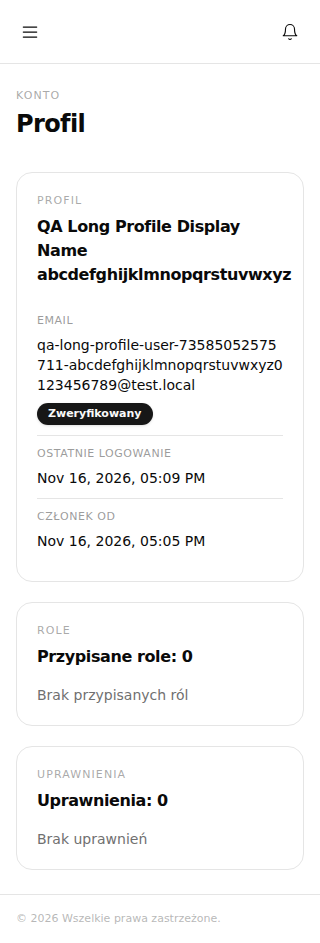 KONTO
Profil
PROFIL
QA Long Profile Display
Name
abcdefghijklmnopqrstuvwxyz
EMAIL
qa-long-profile-user-73585052575
711-abcdefghijklmnopqrstuvwxyz0
123456789@test.local
Zweryfikowany
OSTATNIE LOGOWANIE
Nov 16, 2026, 05:09 PM
CZŁONEK OD
Nov 16, 2026, 05:05 PM
ROLE
Przypisane role: 0
Brak przypisanych ról
UPRAWNIENIA
Uprawnienia: 0
Brak uprawnień
© 2026 Wszelkie prawa zastrzeżone.